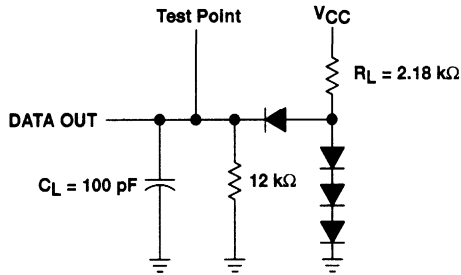 Test Point
VCC
RL = 2.18 kΩ
DATA OUT
CL = 100 pF
12 kΩ